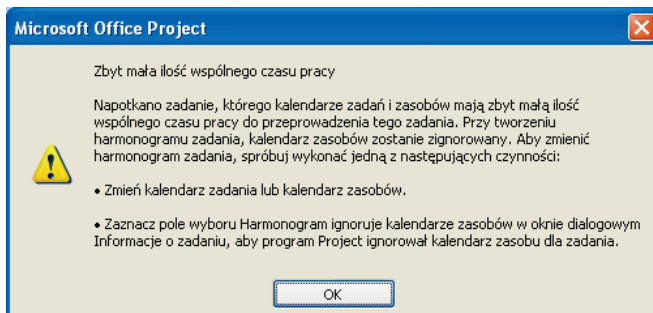 Microsoft Office Project
Zbyt mała ilość wspólnego czasu pracy
Napotkano zadanie, którego kalendarze zadań i zasobów mają zbyt małą ilość
wspólnego czasu pracy do przeprowadzenia tego zadania. Przy tworzeniu
harmonogramu zadania, kalendarz zasobów zostanie zignorowany. Aby zmienić
harmonogram zadania, spróbuj wykonać jedną z następujących czynności:
• Zmień kalendarz zadania lub kalendarz zasobów.
• Zaznacz pole wyboru Harmonogram ignoruje kalendarze zasobów w oknie dialogowym
Informacje o zadaniu, aby program Project ignorował kalendarz zasobu dla zadania.
OK